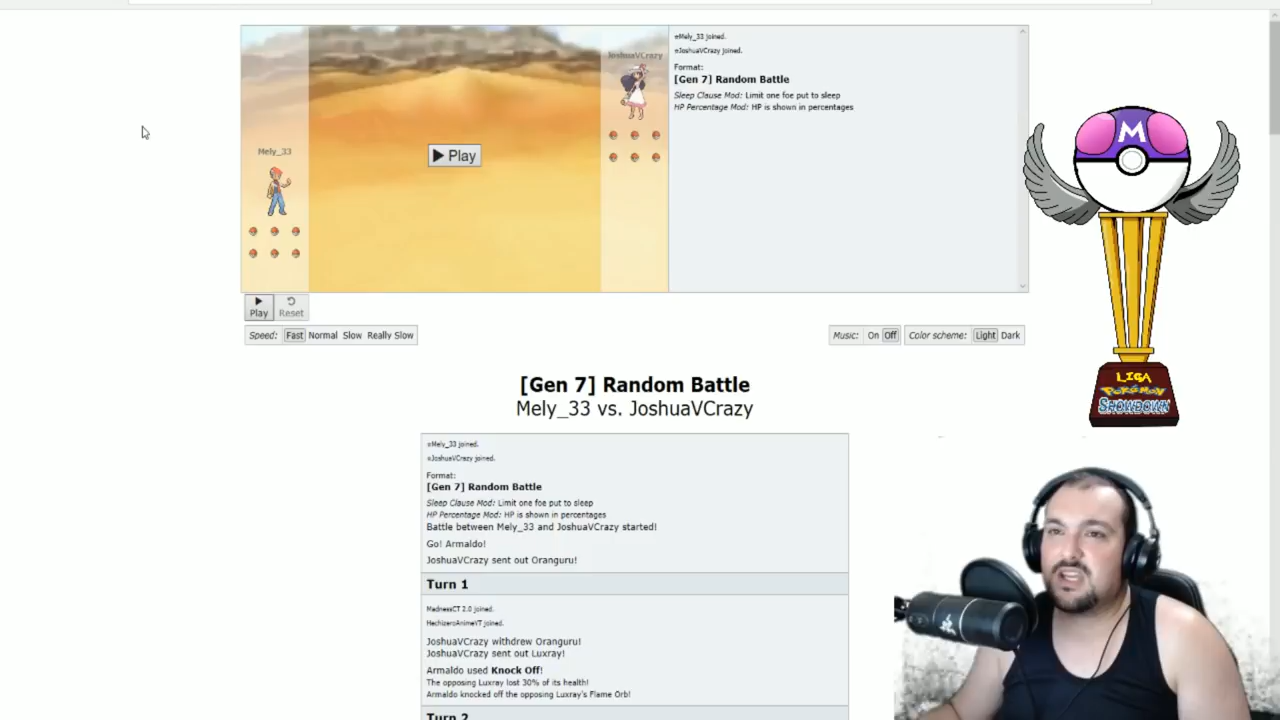 JoshuaVCrazy
Mely_33
Play
☆Mely_33 joined.
☆JoshuaVCrazy joined.
Format:
[Gen 7] Random Battle
Sleep Clause Mod: Limit one foe put to sleep
HP Percentage Mod: HP is shown in percentages
M
LIGA
POKÉMON
SHOWDOWN
Play
Reset
Speed: Fast Normal Slow Really Slow
Music: On Off Color scheme: Light Dark
[Gen 7] Random Battle
Mely_33 vs. JoshuaVCrazy
☆Mely_33 joined.
☆JoshuaVCrazy joined.
Format:
[Gen 7] Random Battle
Sleep Clause Mod: Limit one foe put to sleep
HP Percentage Mod: HP is shown in percentages
Battle between Mely_33 and JoshuaVCrazy started!
Go! Armaldo!
JoshuaVCrazy sent out Oranguru!
Turn 1
MadnessCT 2.0 joined.
HechizeroAnimeVT joined.
JoshuaVCrazy withdrew Oranguru!
JoshuaVCrazy sent out Luxray!
Armaldo used Knock Off!
The opposing Luxray lost 30% of its health!
Armaldo knocked off the opposing Luxray's Flame Orb!
Turn 2